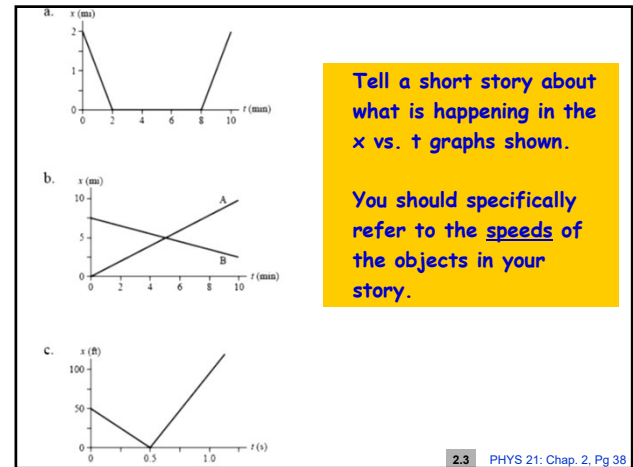 a.
x (mi)
2
1
0
0 2 4 6 8 10
t (min)
Tell a short story about
what is happening in the
x vs. t graphs shown.
You should specifically
refer to the speeds of
the objects in your
story.
b.
x (mi)
10
A
5
B
0
0 2 4 6 8 10
t (min)
c.
x (ft)
100
50
0
0 0.5 1.0
t (s)
2.3 PHYS 21: Chap. 2, Pg 38